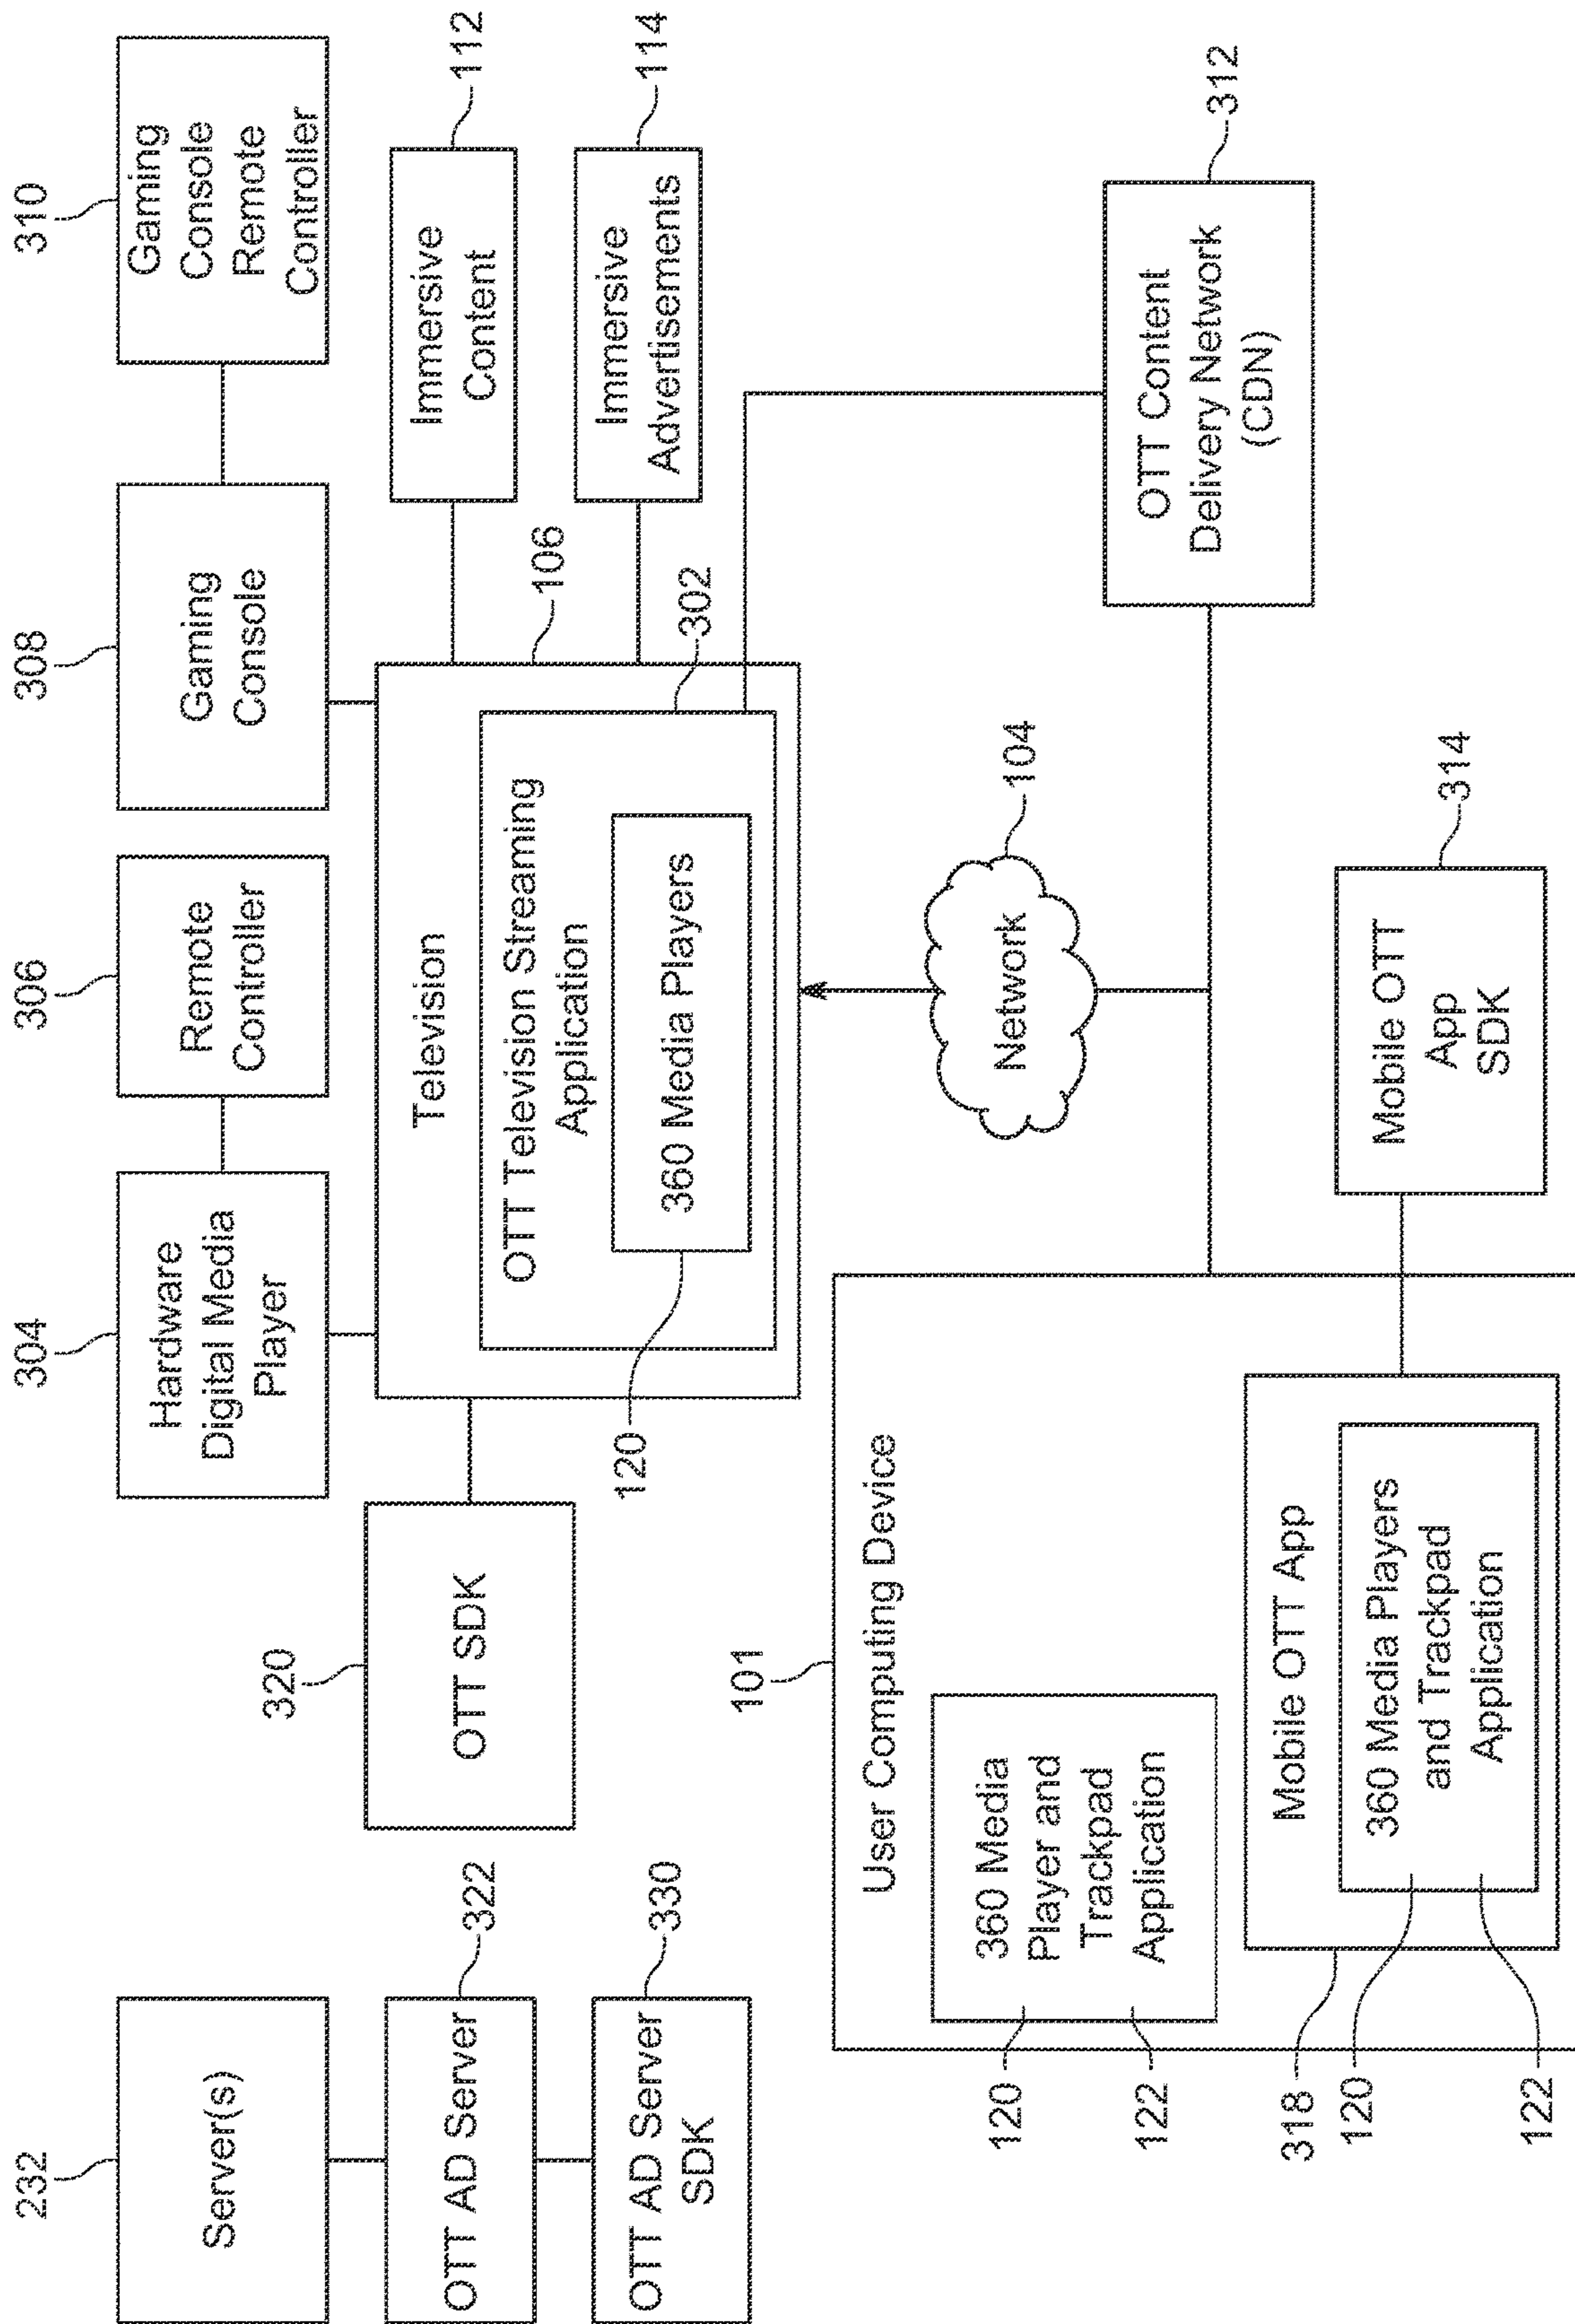 232
Server(s)
OTT AD Server
322
OTT AD Server
SDK
330
304
Hardware
Digital Media
Player
306
Remote
Controller
308
Gaming
Console
310
Gaming
Console
Remote
Controller
320
OTT SDK
Television
106
OTT Television Streaming
Application
302
360 Media Players
120
Immersive
Content
112
Immersive
Advertisements
114
Network
104
OTT Content
Delivery Network
(CDN)
312
101
User Computing Device
360 Media
Player and
Trackpad
Application
120
122
Mobile OTT App
318
360 Media Players
and Trackpad
Application
120
122
Mobile OTT
App
SDK
314